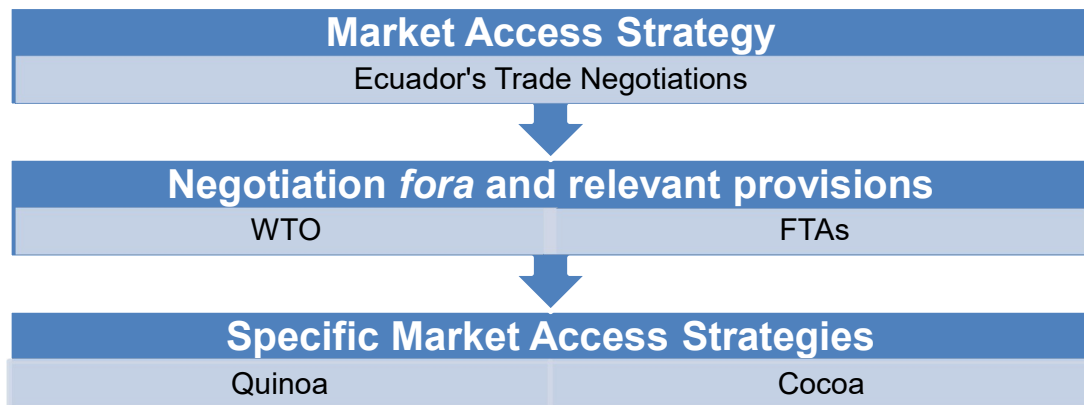 Market Access Strategy
Ecuador's Trade Negotiations
Negotiation fora and relevant provisions
WTO
FTAs
Specific Market Access Strategies
Quinoa
Cocoa